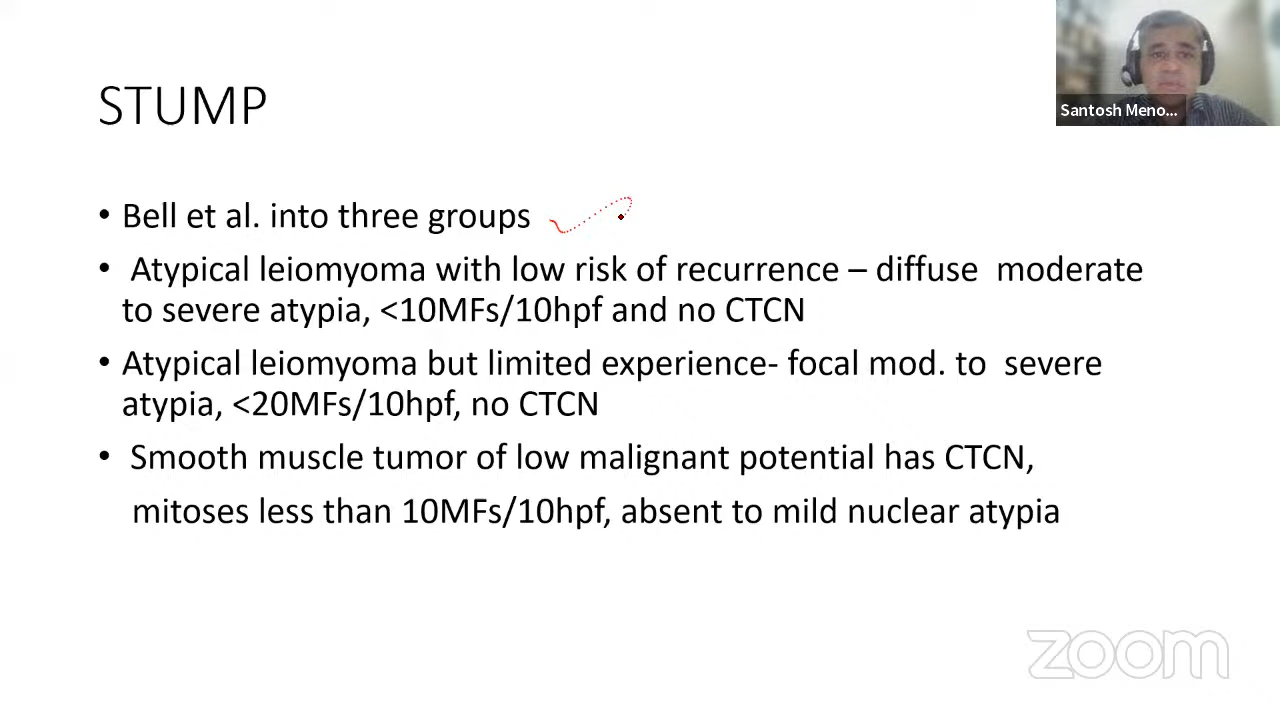 STUMP
Santosh Meno...
• Bell et al. into three groups
• Atypical leiomyoma with low risk of recurrence – diffuse moderate
to severe atypia, <10MFs/10hpf and no CTCN
• Atypical leiomyoma but limited experience- focal mod. to severe
atypia, <20MFs/10hpf, no CTCN
• Smooth muscle tumor of low malignant potential has CTCN,
mitoses less than 10MFs/10hpf, absent to mild nuclear atypia
zoom